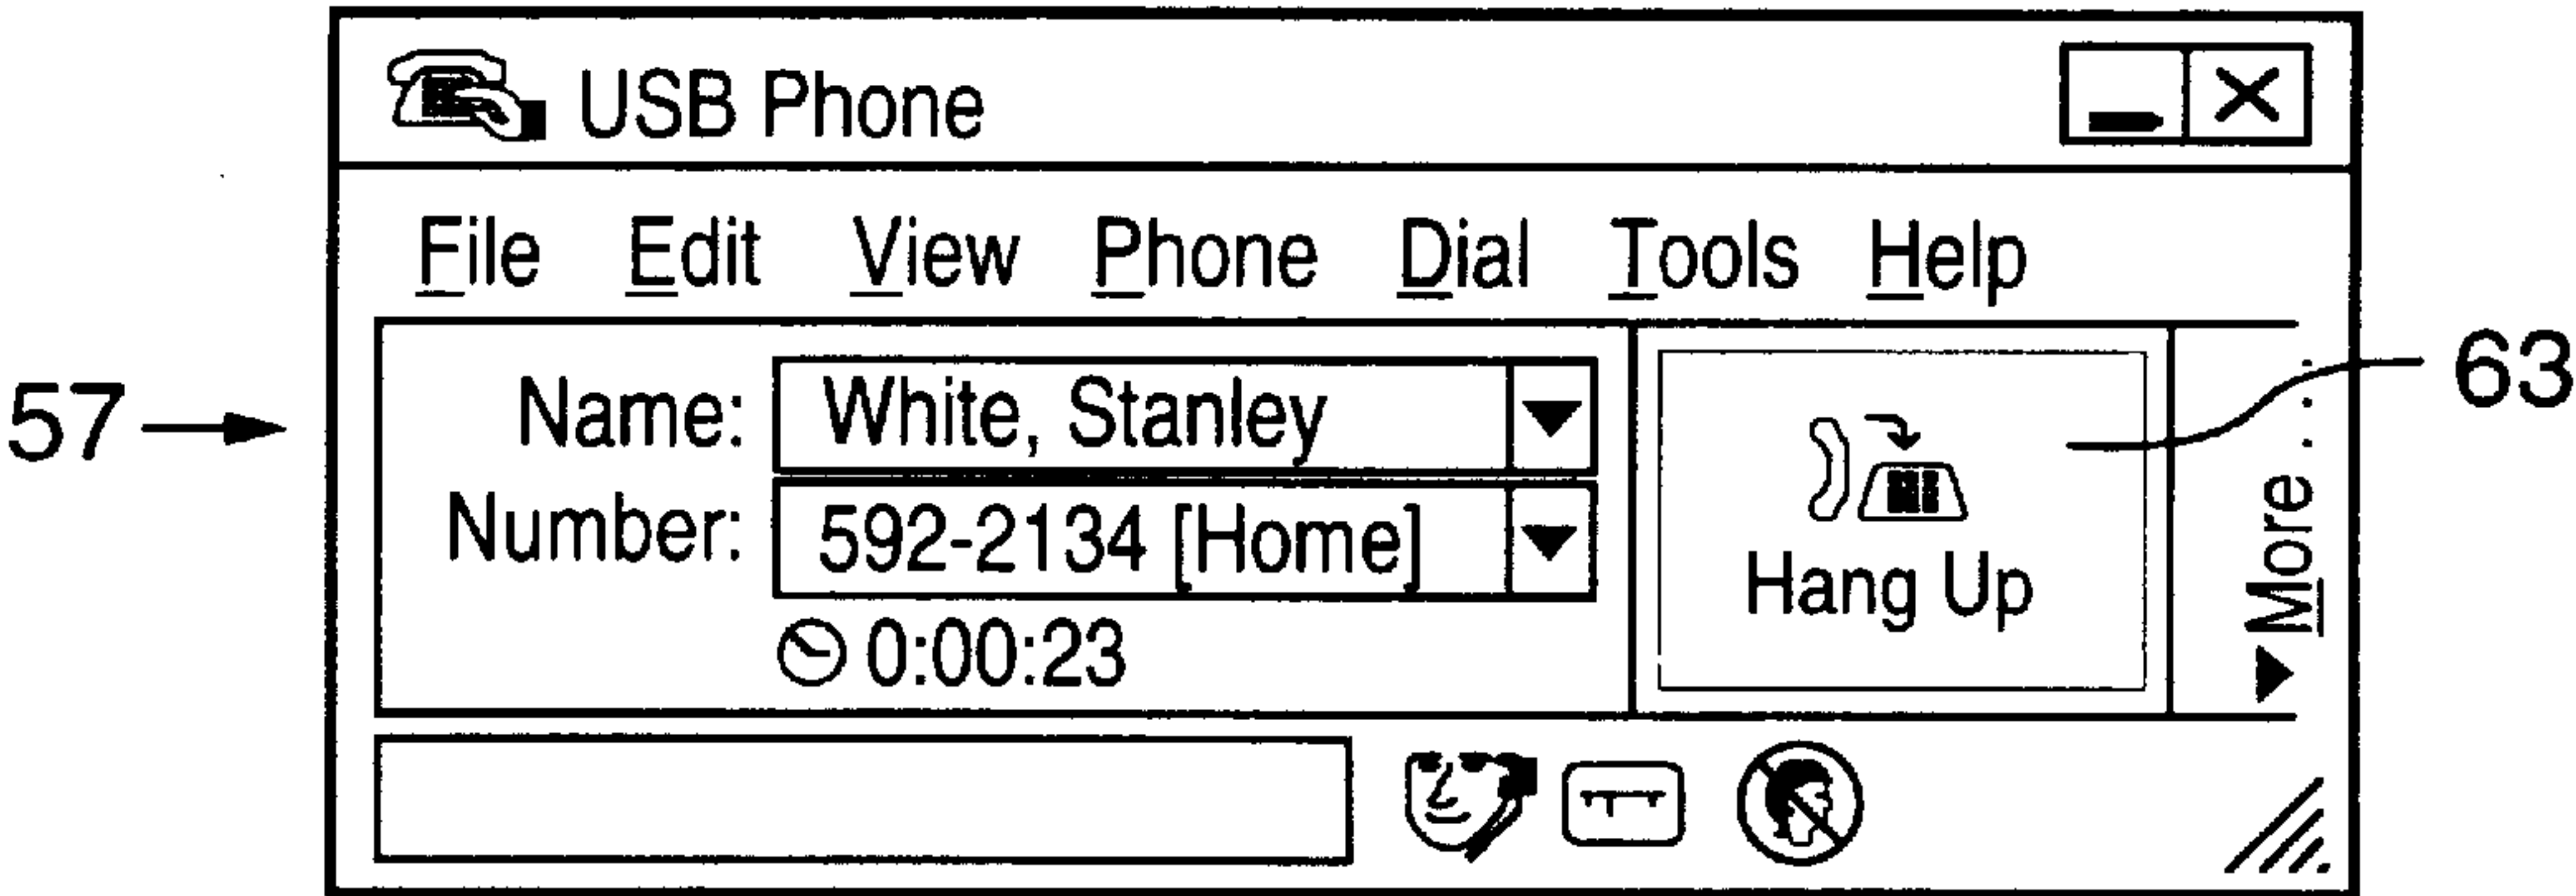 USB Phone
File Edit View Phone Dial Tools Help
57
Name: White, Stanley
Number: 592-2134 [Home]
0:00:23
Hang Up
More . . . .
63